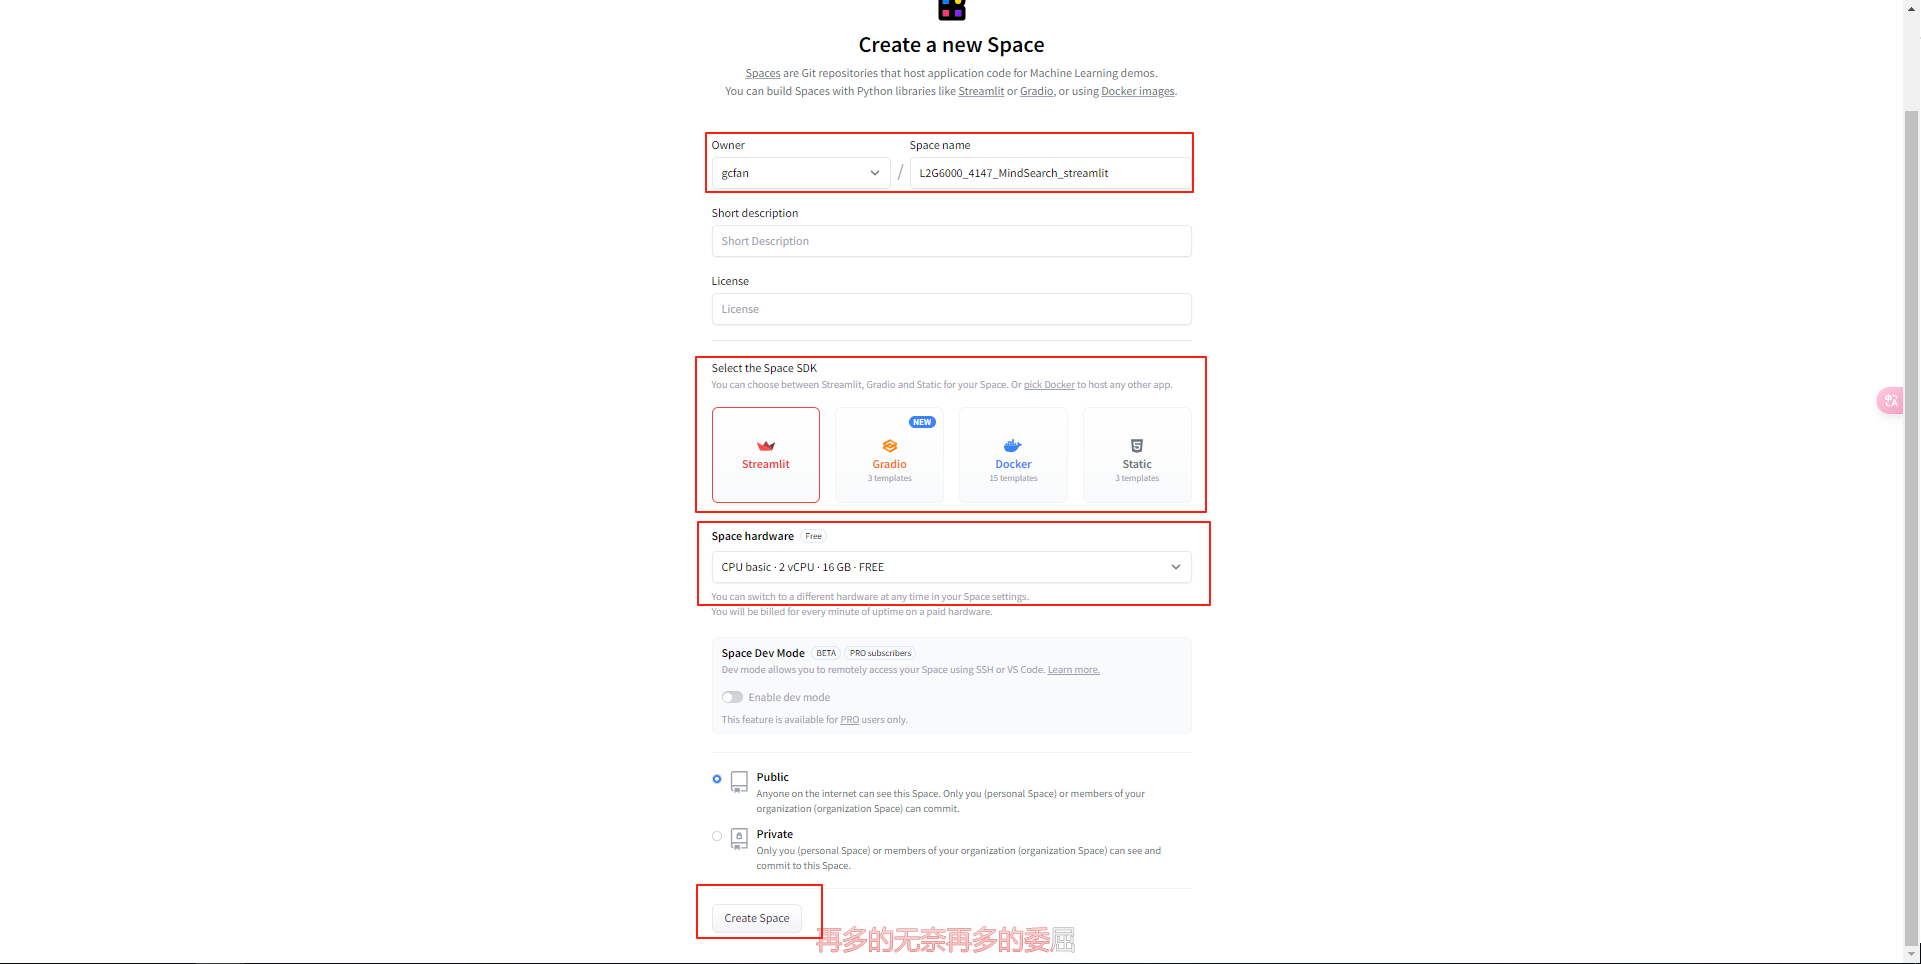 Create a new Space
Spaces are Git repositories that host application code for Machine Learning demos.
You can build Spaces with Python libraries like Streamlit or Gradio, or using Docker images.
Owner
Space name
gcfan
/
L2G6000_4147_MindSearch_streamlit
Short description
Short Description
License
License
Select the Space SDK
You can choose between Streamlit, Gradio and Static for your Space. Or pick Docker to host any other app.
Streamlit
NEW
Gradio
3 templates
Docker
15 templates
Static
3 templates
Space hardware Free
CPU basic · 2 vCPU · 16 GB · FREE
You can switch to a different hardware at any time in your Space settings.
You will be billed for every minute of uptime on a paid hardware.
Space Dev Mode BETA PRO subscribers
Dev mode allows you to remotely access your Space using SSH or VS Code. Learn more.
Enable dev mode
This feature is available for PRO users only.
Public
Anyone on the internet can see this Space. Only you (personal Space) or members of your
organization (organization Space) can commit.
Private
Only you (personal Space) or members of your organization (organization Space) can see and
commit to this Space.
Create Space
再多的无奈再多的委屈